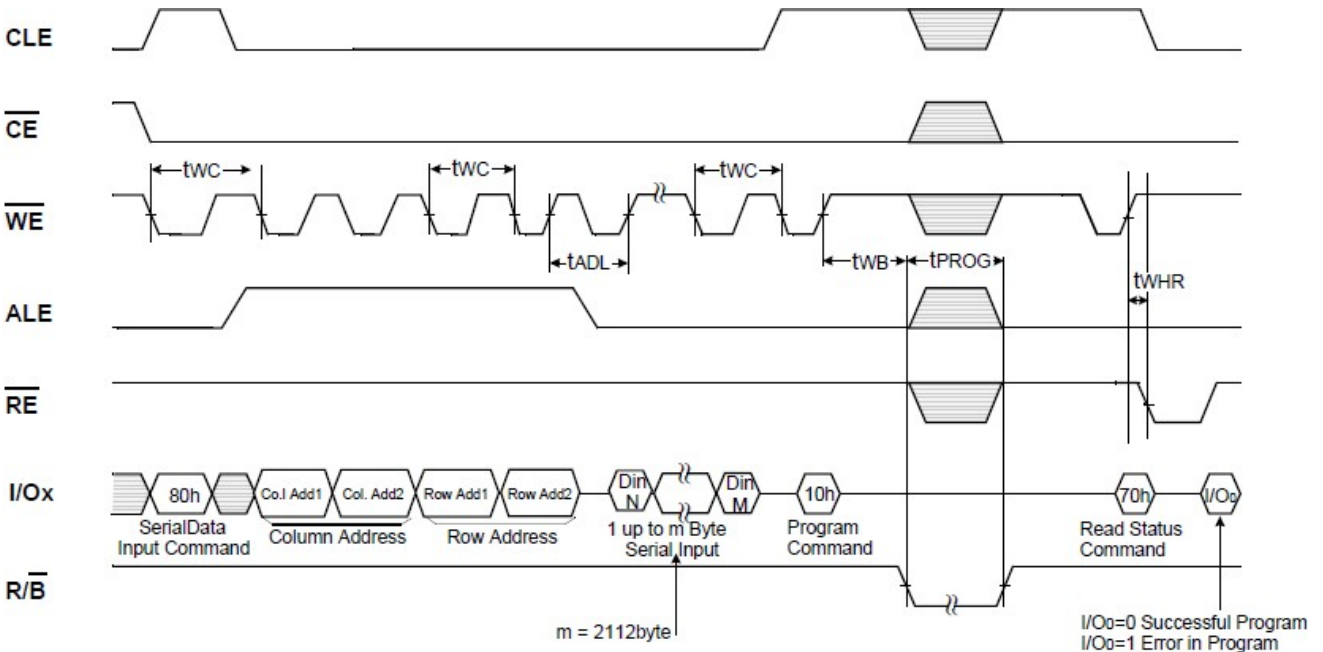 CLE
CE
tWC
tWC
tWC
WE
tADL
tWB
tPROG
tWHR
ALE
RE
I/Ox
80h
Co.l Add1
Col. Add2
Row Add1
Row Add2
Din N
Din M
10h
70h
I/O0
SerialData
Input Command
Column Address
Row Address
1 up to m Byte
Serial Input
Program
Command
Read Status
Command
R/B
m = 2112byte
I/O0=0 Successful Program
I/O0=1 Error in Program